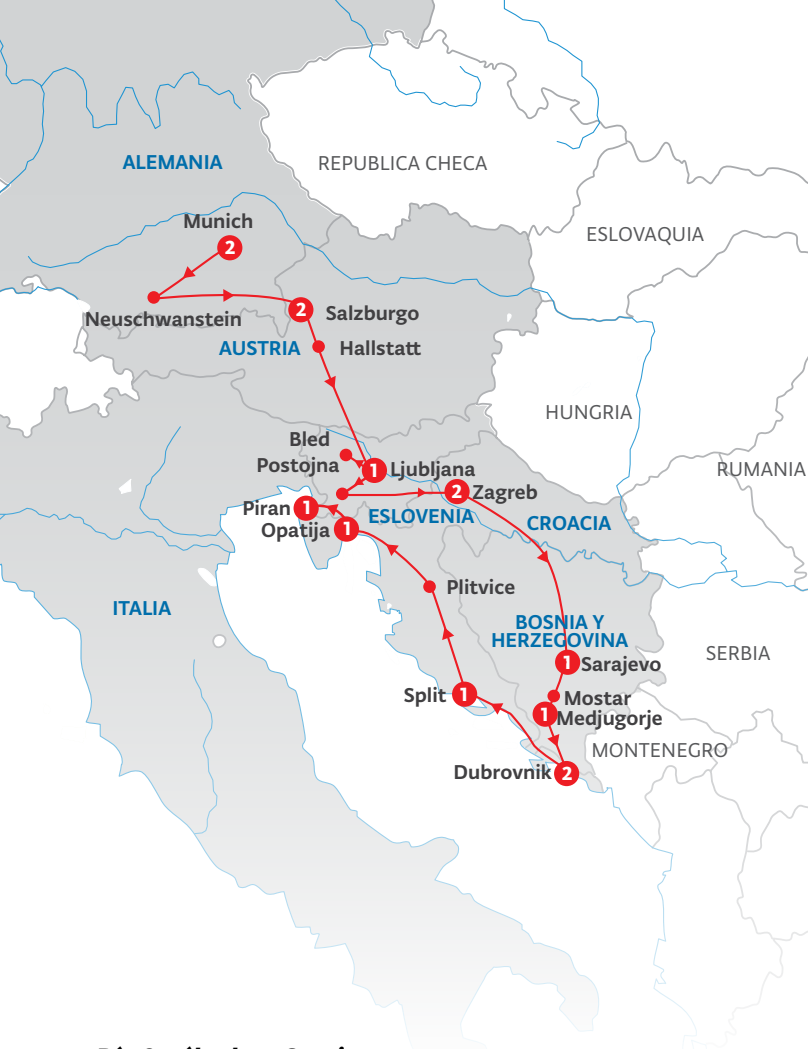 ALEMANIA
REPUBLICA CHECA
ESLOVAQUIA
Munich
2
Neuschwanstein
2
Salzburgo
AUSTRIA
Hallstatt
HUNGRIA
RUMANIA
Bled
Postojna
1
Ljubljana
2
Zagreb
Piran
1
Opatija
1
ESLOVENIA
CROACIA
Plitvice
ITALIA
BOSNIA Y
HERZEGOVINA
SERBIA
1
Sarajevo
Split
1
Mostar
1
Medjugorje
MONTENEGRO
Dubrovnik
2